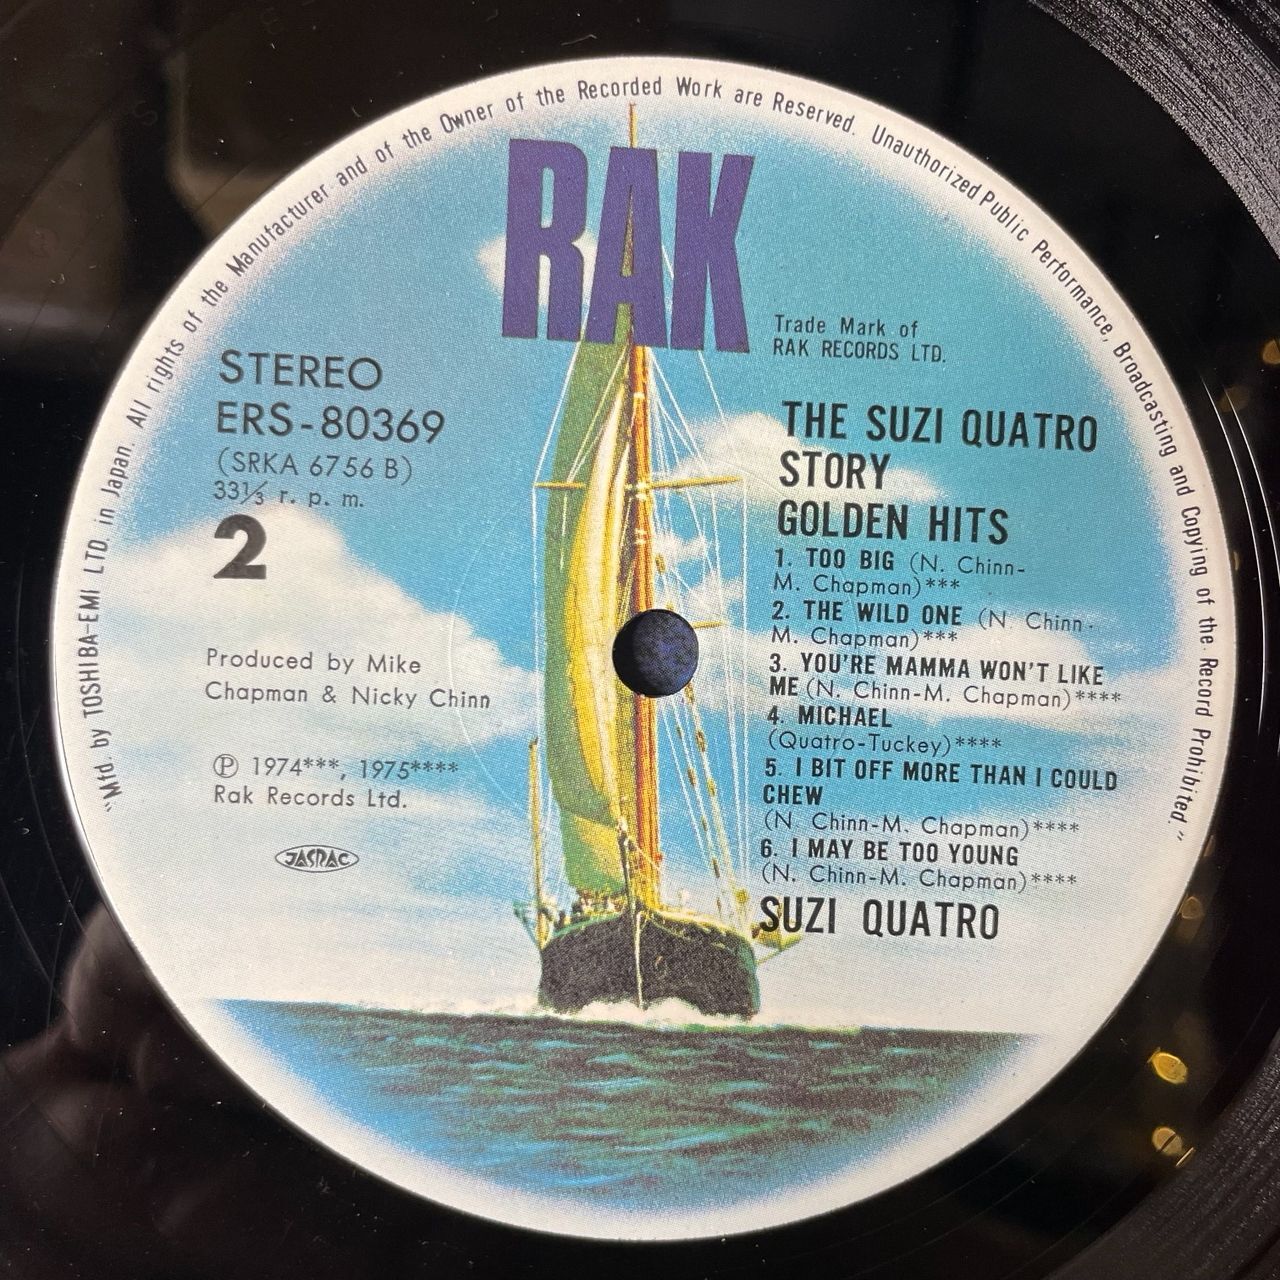 "Mfd. by TOSHIBA-EMI LTD. in Japan. All rights of the Manufacturer and of the Owner of the Recorded Work are Reserved. Unauthorized Public Performance, Broadcasting and Copying of the Record Prohibited."
RAK
Trade Mark of
RAK RECORDS LTD.
STEREO
ERS-80369
(SRKA 6756 B)
33⅓ r. p. m.
2
Produced by Mike
Chapman & Nicky Chinn
Ⓟ 1974***, 1975****
Rak Records Ltd.
JASRAC
THE SUZI QUATRO
STORY
GOLDEN HITS
1. TOO BIG (N. Chinn-
M. Chapman)***
2. THE WILD ONE (N. Chinn-
M. Chapman)***
3. YOU'RE MAMMA WON'T LIKE
ME (N. Chinn-M. Chapman)****
4. MICHAEL
(Quatro-Tuckey)****
5. I BIT OFF MORE THAN I COULD
CHEW
(N. Chinn-M. Chapman)****
6. I MAY BE TOO YOUNG
(N. Chinn-M. Chapman)****
SUZI QUATRO